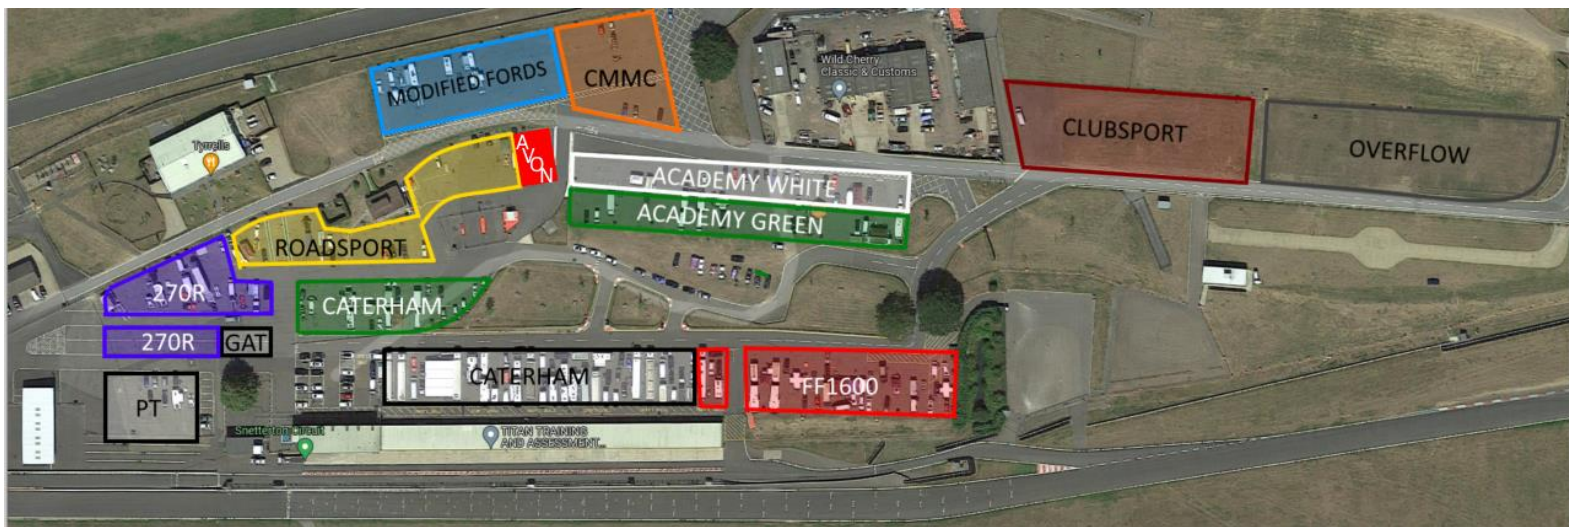 MODIFIED FORDS
CMMC
Wild Cherry
Classic & Customs
CLUBSPORT
OVERFLOW
Tyrrells
AVON
ACADEMY WHITE
ACADEMY GREEN
ROADSPORT
270R
CATERHAM
270R
GAT
CATERHAM
FF1600
PT
Snetterton Circuit
TITAN TRAINING
AND ASSESSMENT...